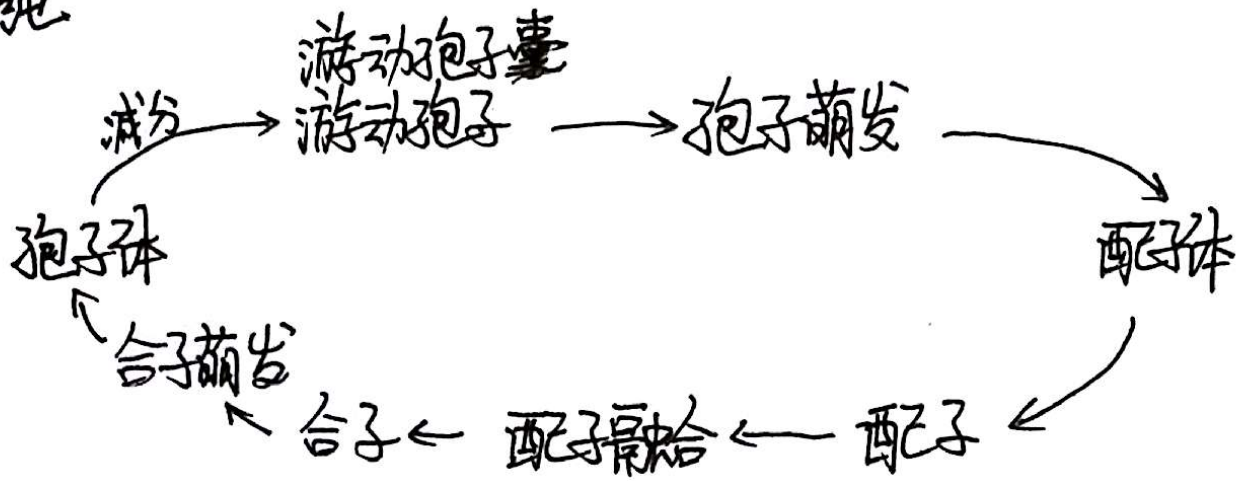 纯
游动孢子囊
减分 游动孢子 孢子萌发
孢子体 配子体
合子萌发
合子 配子融合 配子